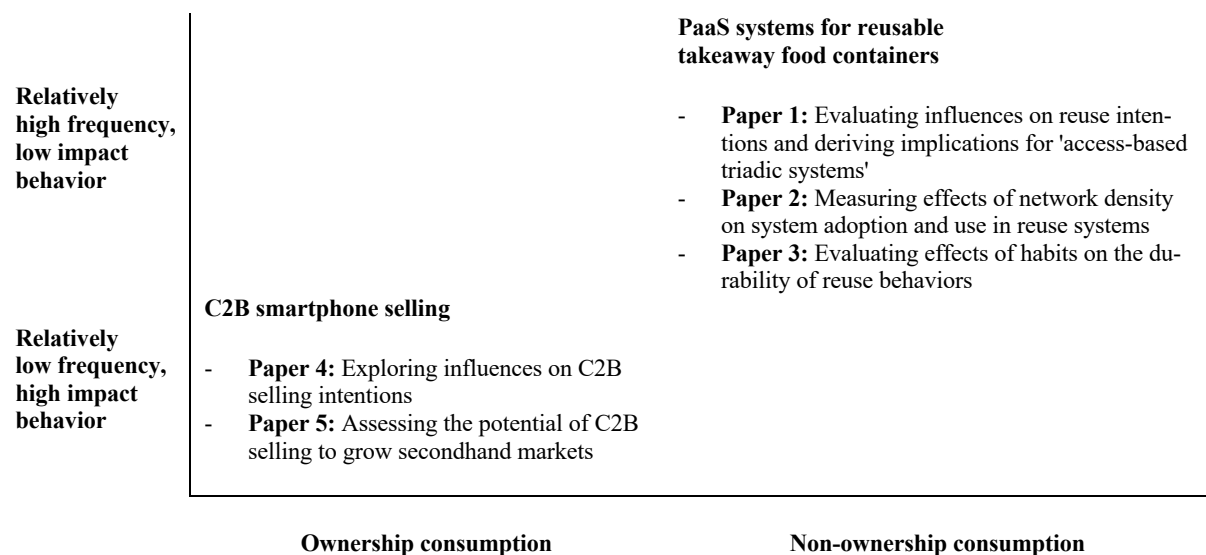 PaaS systems for reusable
takeaway food containers
Relatively
high frequency,
low impact
behavior
- Paper 1: Evaluating influences on reuse inten-
tions and deriving implications for 'access-based
triadic systems'
- Paper 2: Measuring effects of network density
on system adoption and use in reuse systems
- Paper 3: Evaluating effects of habits on the du-
rability of reuse behaviors
C2B smartphone selling
Relatively
low frequency,
high impact
behavior
- Paper 4: Exploring influences on C2B
selling intentions
- Paper 5: Assessing the potential of C2B
selling to grow secondhand markets
Ownership consumption
Non-ownership consumption